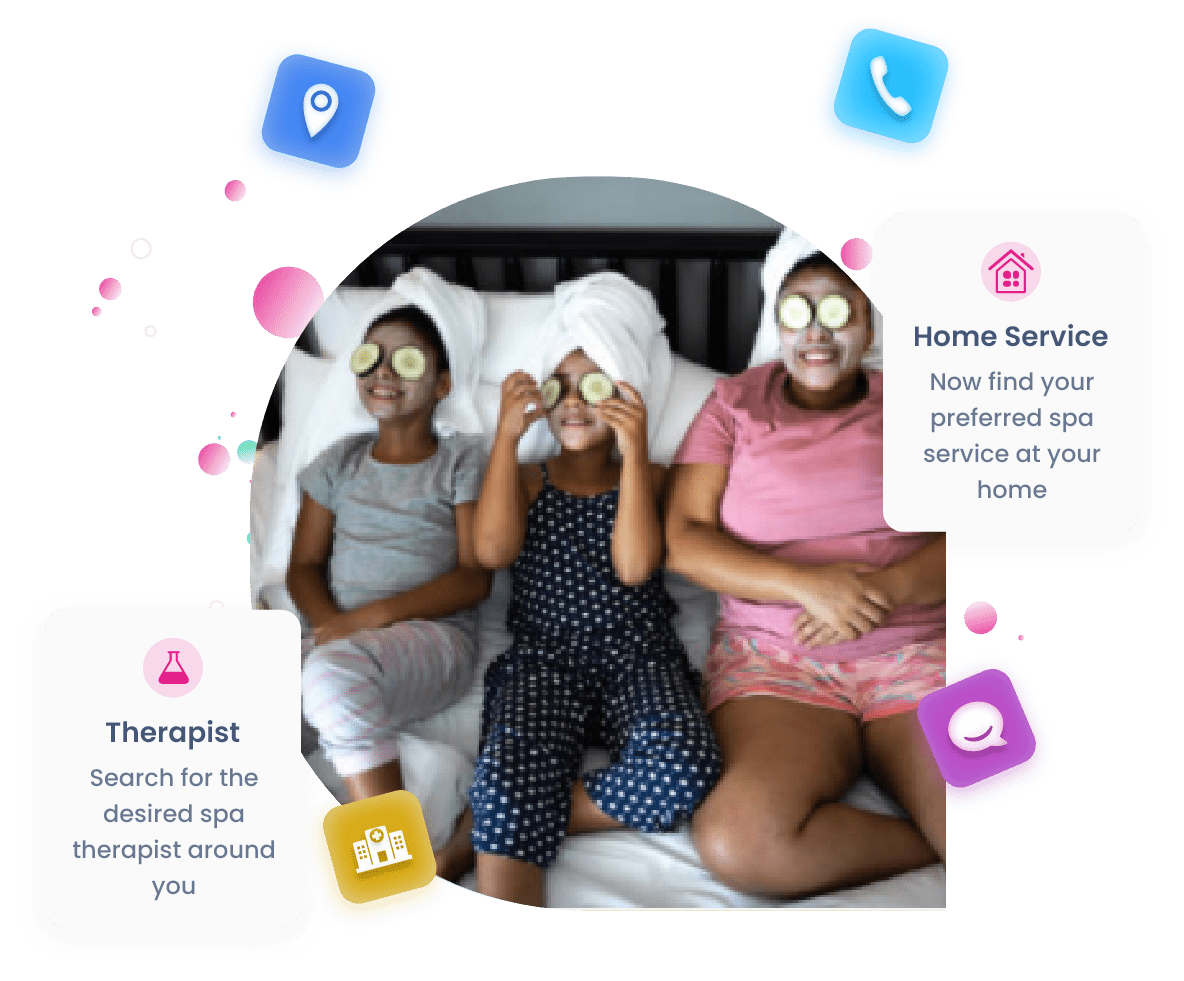 Home Service
Now find your
preferred spa
service at your
home
Therapist
Search for the
desired spa
therapist around
you